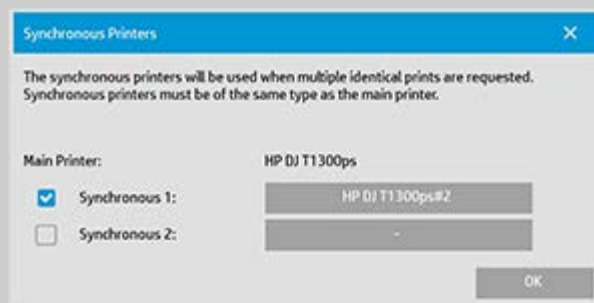 Synchronous Printers
The synchronous printers will be used when multiple identical prints are requested.
Synchronous printers must be of the same type as the main printer.
Main Printer: HP DJ T1300ps
Synchronous 1: HP DJ T1300ps#2
Synchronous 2: -
OK